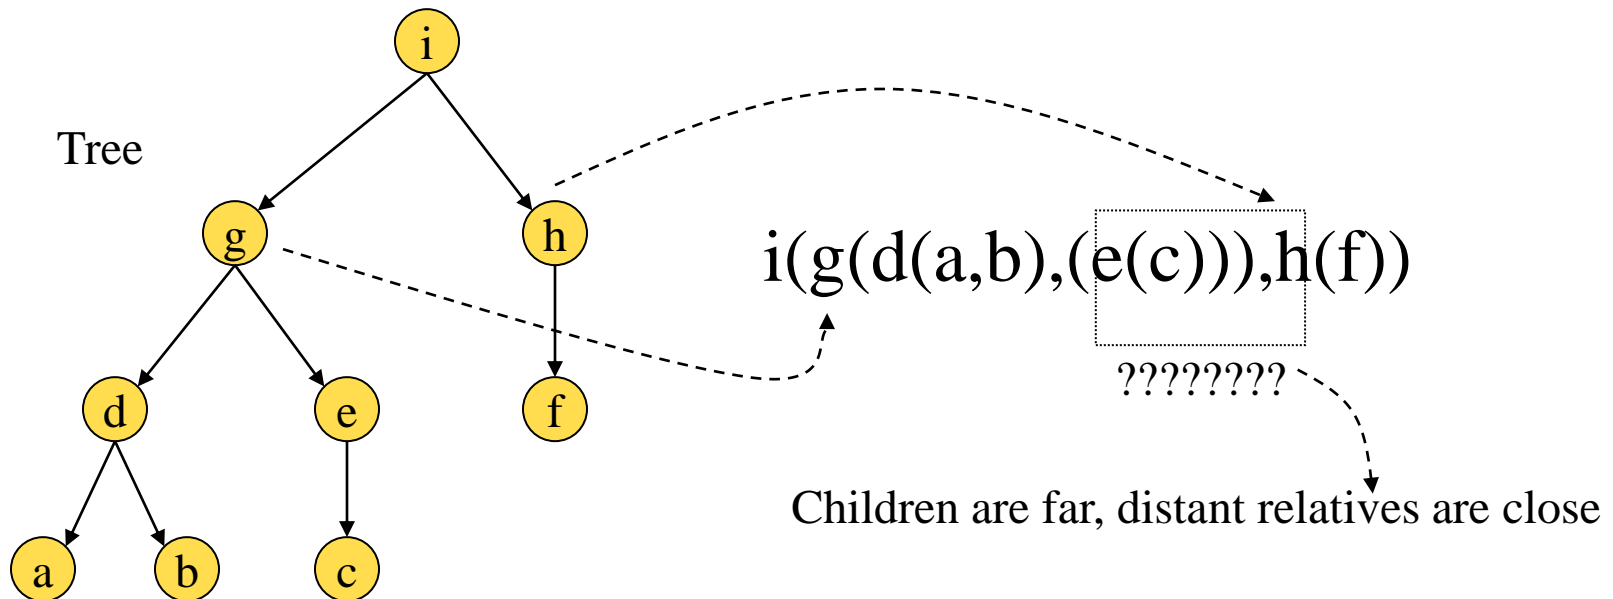 i
Tree
g
h
i(g(d(a,b),(e(c))),h(f))
d
e
f
????????
Children are far, distant relatives are close
a
b
c